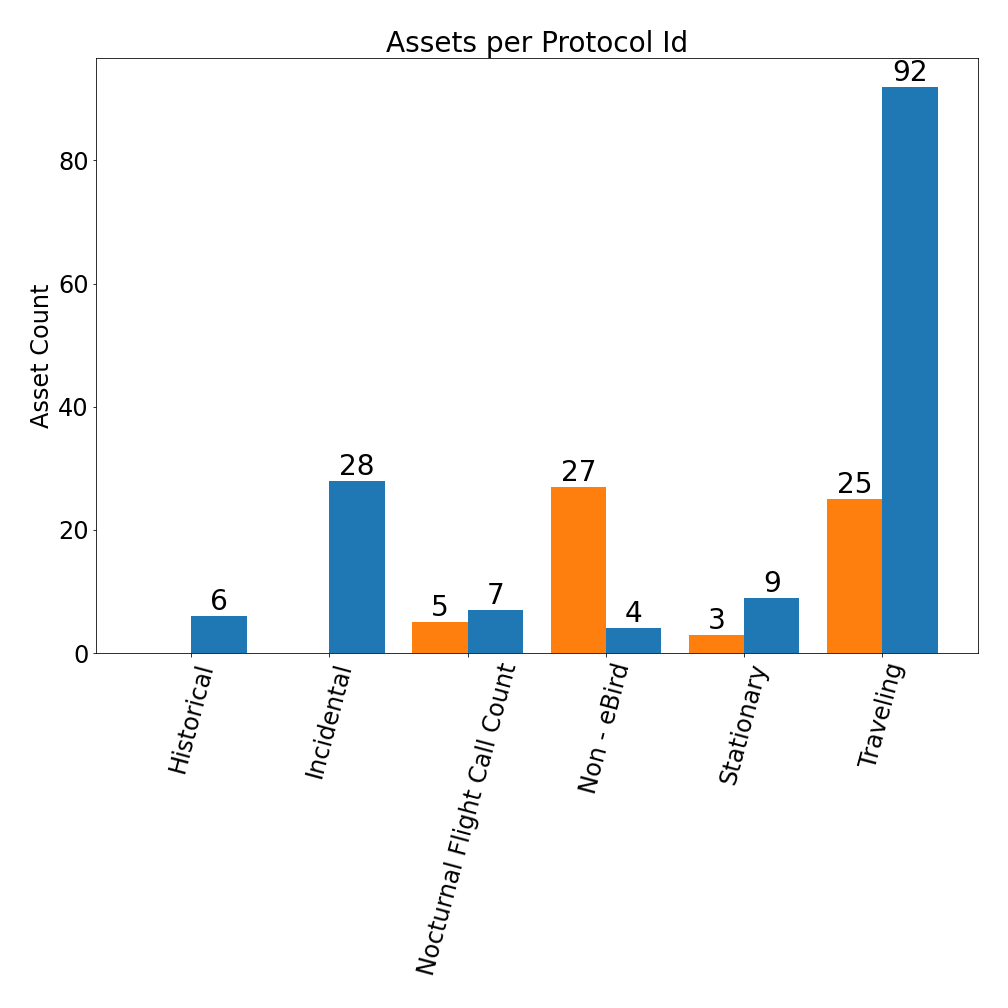 Assets per Protocol Id
Asset Count
80
60
40
20
0
6
28
5
7
27
4
3
9
25
92
Historical
Incidental
Nocturnal Flight Call Count
Non - eBird
Stationary
Traveling